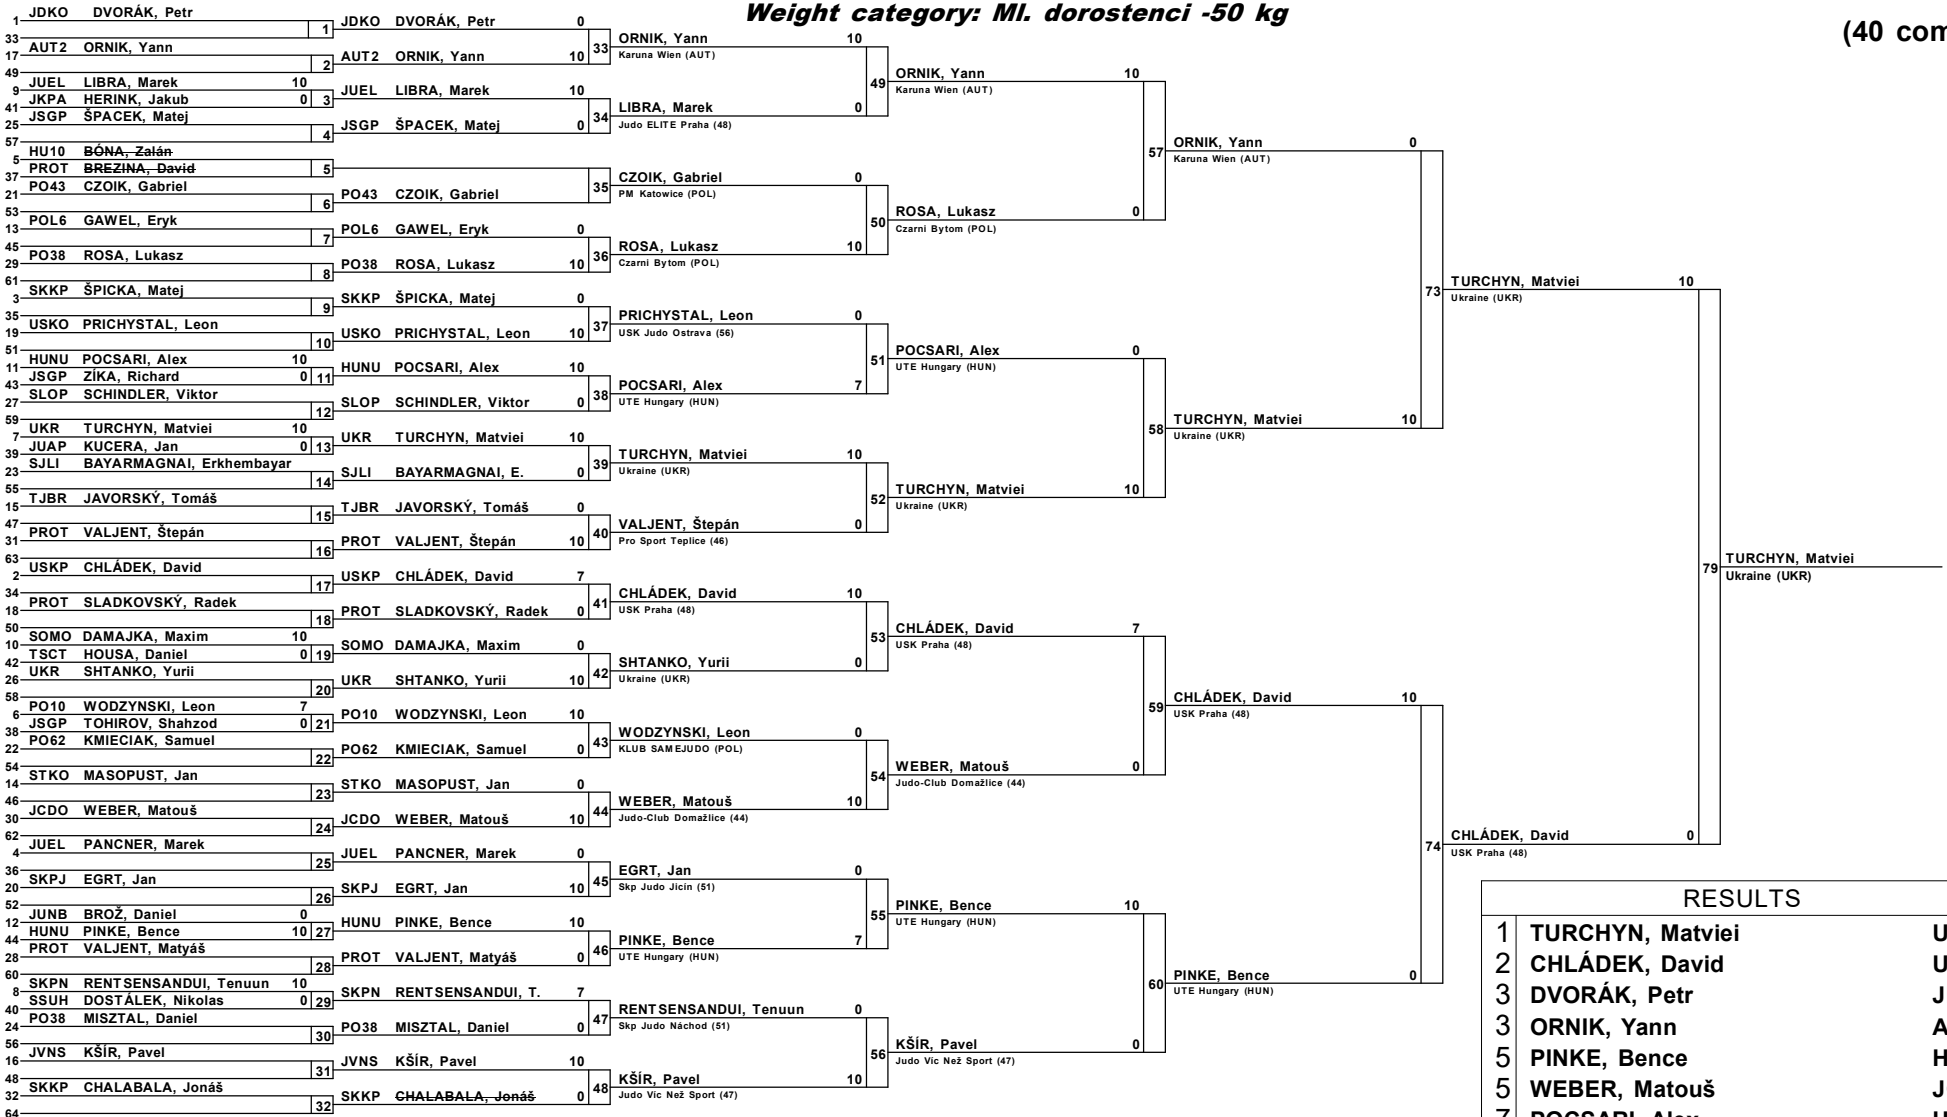 Weight category: Ml. dorostenci -50 kg
(40 com
1 JDKO DVORÁK, Petr
33
17 AUT2 ORNIK, Yann
49
9 JUEL LIBRA, Marek 10
41 JKPA HERINK, Jakub 0
25 JSGP ŠPACEK, Matej
57
5 HU10 BÓNA, Zalán
37 PROT BREZINA, David
21 PO43 CZOIK, Gabriel
53
13 POL6 GAWEL, Eryk
45
29 PO38 ROSA, Lukasz
61
3 SKKP ŠPICKA, Matej
35
19 USKO PRICHYSTAL, Leon
51
11 HUNU POCSARI, Alex 10
43 JSGP ZÍKA, Richard 0
27 SLOP SCHINDLER, Viktor
59
7 UKR TURCHYN, Matviei 10
39 JUAP KUCERA, Jan 0
23 SJLI BAYARMAGNAI, Erkhembayar
55
15 TJBR JAVORSKÝ, Tomáš
47
31 PROT VALJENT, Štepán
63
2 USKP CHLÁDEK, David
34
18 PROT SLADKOVSKÝ, Radek
50
10 SOMO DAMAJKA, Maxim 10
42 TSCT HOUSA, Daniel 0
26 UKR SHTANKO, Yurii
58
6 PO10 WODZYNSKI, Leon 7
38 JSGP TOHIROV, Shahzod 0
22 PO62 KMIECIAK, Samuel
54
14 STKO MASOPUST, Jan
46
30 JCDO WEBER, Matouš
62
4 JUEL PANCNER, Marek
36
20 SKPJ EGRT, Jan
52
12 JUNB BROŽ, Daniel 0
44 HUNU PINKE, Bence 10
28 PROT VALJENT, Matyáš
60
8 SKPN RENTSENSANDUI, Tenuun 10
40 SSUH DOSTÁLEK, Nikolas 0
24 PO38 MISZTAL, Daniel
56
16 JVNS KŠÍR, Pavel
48
32 SKKP CHALABALA, Jonáš
64
1 JDKO DVORÁK, Petr 0
2 AUT2 ORNIK, Yann 10
3 JUEL LIBRA, Marek 10
4 JSGP ŠPACEK, Matej 0
5
6 PO43 CZOIK, Gabriel
7 POL6 GAWEL, Eryk 0
8 PO38 ROSA, Lukasz 10
9 SKKP ŠPICKA, Matej 0
10 USKO PRICHYSTAL, Leon 10
11 HUNU POCSARI, Alex 10
12 SLOP SCHINDLER, Viktor 0
13 UKR TURCHYN, Matviei 10
14 SJLI BAYARMAGNAI, E. 0
15 TJBR JAVORSKÝ, Tomáš 0
16 PROT VALJENT, Štepán 10
17 USKP CHLÁDEK, David 7
18 PROT SLADKOVSKÝ, Radek 0
19 SOMO DAMAJKA, Maxim 0
20 UKR SHTANKO, Yurii 10
21 PO10 WODZYNSKI, Leon 10
22 PO62 KMIECIAK, Samuel 0
23 STKO MASOPUST, Jan 0
24 JCDO WEBER, Matouš 10
25 JUEL PANCNER, Marek 0
26 SKPJ EGRT, Jan 10
27 HUNU PINKE, Bence 10
28 PROT VALJENT, Matyáš 0
29 SKPN RENTSENSANDUI, T. 7
30 PO38 MISZTAL, Daniel 0
31 JVNS KŠÍR, Pavel 10
32 SKKP CHALABALA, Jonáš 0
33 ORNIK, Yann 10
Karuna Wien (AUT)
34 LIBRA, Marek 0
Judo ELITE Praha (48)
35 CZOIK, Gabriel 0
PM Katowice (POL)
36 ROSA, Lukasz 10
Czarni Bytom (POL)
37 PRICHYSTAL, Leon 0
USK Judo Ostrava (56)
38 POCSARI, Alex 7
UTE Hungary (HUN)
39 TURCHYN, Matviei 10
Ukraine (UKR)
40 VALJENT, Štepán 0
Pro Sport Teplice (46)
41 CHLÁDEK, David 10
USK Praha (48)
42 SHTANKO, Yurii 0
Ukraine (UKR)
43 WODZYNSKI, Leon 0
KLUB SAMEJUDO (POL)
44 WEBER, Matouš 10
Judo-Club Domažlice (44)
45 EGRT, Jan 0
Skp Judo Jicín (51)
46 PINKE, Bence 7
UTE Hungary (HUN)
47 RENTSENSANDUI, Tenuun 0
Skp Judo Náchod (51)
48 KŠÍR, Pavel 10
Judo Víc Než Sport (47)
49 ORNIK, Yann 10
Karuna Wien (AUT)
50 ROSA, Lukasz 0
Czarni Bytom (POL)
51 POCSARI, Alex 0
UTE Hungary (HUN)
52 TURCHYN, Matviei 10
Ukraine (UKR)
53 CHLÁDEK, David 7
USK Praha (48)
54 WEBER, Matouš 0
Judo-Club Domažlice (44)
55 PINKE, Bence 10
UTE Hungary (HUN)
56 KŠÍR, Pavel 0
Judo Víc Než Sport (47)
57 ORNIK, Yann 0
Karuna Wien (AUT)
58 TURCHYN, Matviei 10
Ukraine (UKR)
59 CHLÁDEK, David 10
USK Praha (48)
60 PINKE, Bence 0
UTE Hungary (HUN)
73 TURCHYN, Matviei 10
Ukraine (UKR)
74 CHLÁDEK, David 0
USK Praha (48)
79 TURCHYN, Matviei
Ukraine (UKR)
RESULTS
1 TURCHYN, Matviei U
2 CHLÁDEK, David U
3 DVORÁK, Petr J
3 ORNIK, Yann A
5 PINKE, Bence H
5 WEBER, Matouš J
7 POCSARI, Alex